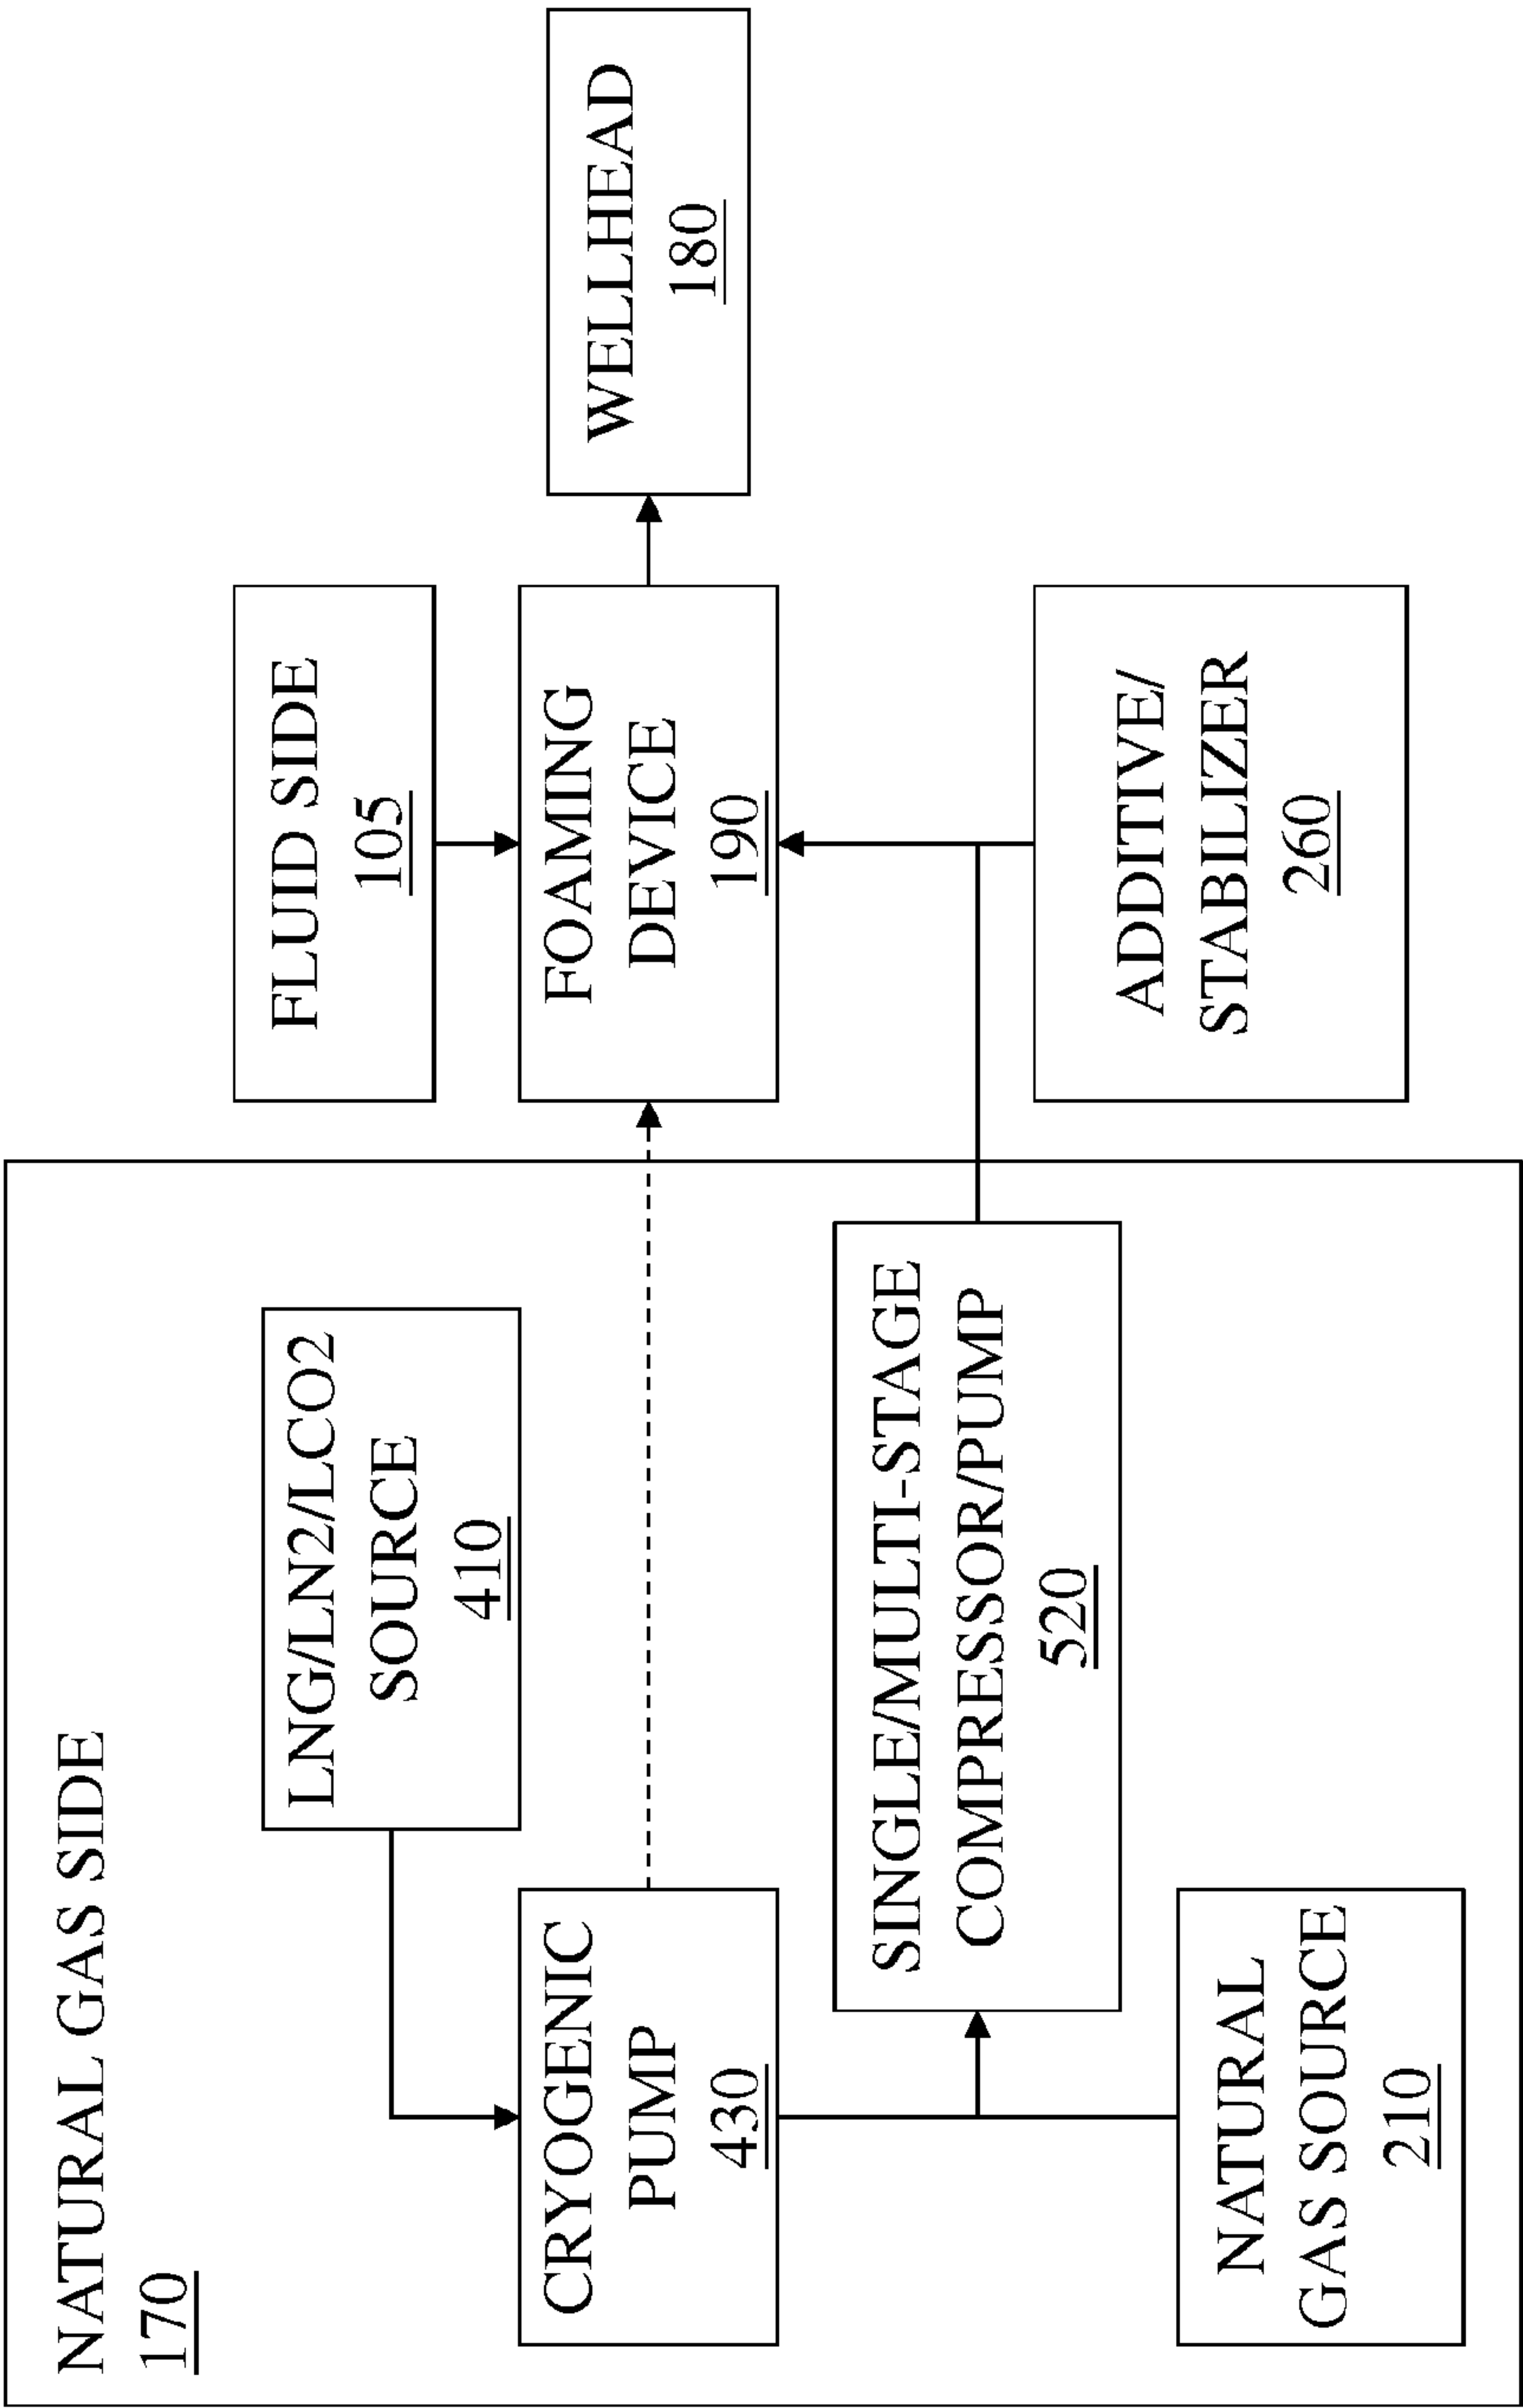 NATURAL GAS SIDE
170
LNG/LN2/LCO2
SOURCE
410
CRYOGENIC
PUMP
430
SINGLE/MULTI-STAGE
COMPRESSOR/PUMP
520
NATURAL
GAS SOURCE
210
FLUID SIDE
105
FOAMING
DEVICE
190
ADDITIVE/
STABILIZER
260
WELLHEAD
180